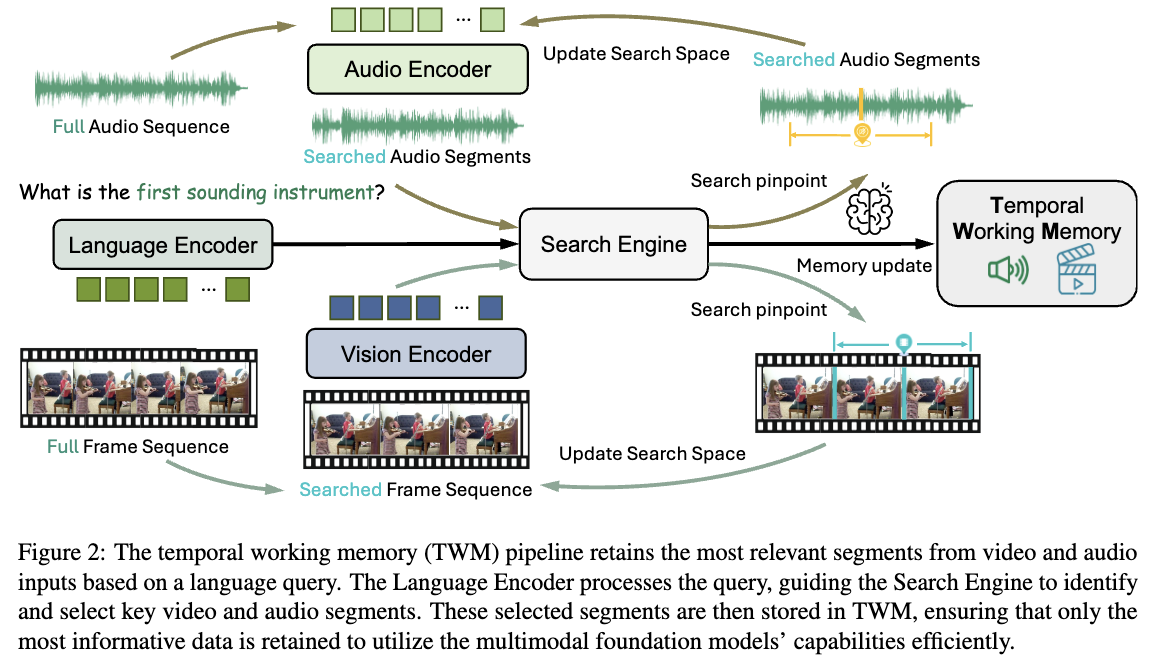 ...
...
Update Search Space
Audio Encoder
Searched Audio Segments
Full Audio Sequence
Searched Audio Segments
What is the first sounding instrument?
Search pinpoint
Language Encoder
Search Engine
Temporal
Working Memory
Memory update
...
...
Search pinpoint
Vision Encoder
Full Frame Sequence
Update Search Space
Searched Frame Sequence
Figure 2: The temporal working memory (TWM) pipeline retains the most relevant segments from video and audio
inputs based on a language query. The Language Encoder processes the query, guiding the Search Engine to identify
and select key video and audio segments. These selected segments are then stored in TWM, ensuring that only the
most informative data is retained to utilize the multimodal foundation models' capabilities efficiently.